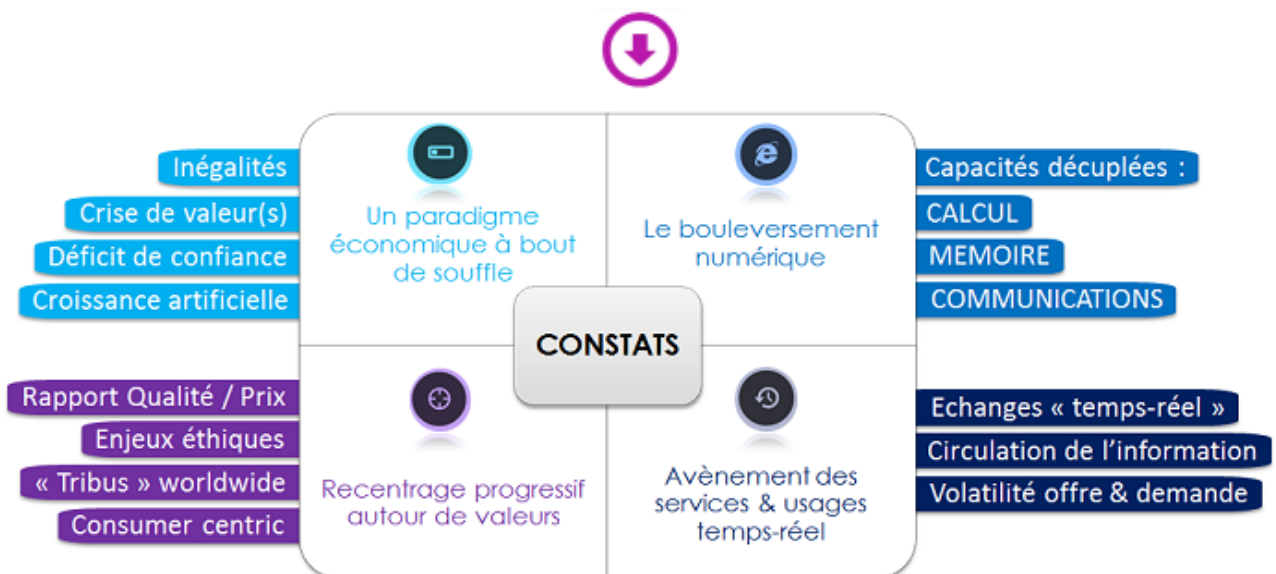 Inégalités
Crise de valeur(s)
Déficit de confiance
Croissance artificielle
Un paradigme
économique à bout
de souffle
Le bouleversement
numérique
Capacités décuplées :
CALCUL
MEMOIRE
COMMUNICATIONS
CONSTATS
Rapport Qualité / Prix
Enjeux éthiques
« Tribus » worldwide
Consumer centric
Recentrage progressif
autour de valeurs
Avènement des
services & usages
temps-réel
Echanges « temps-réel »
Circulation de l’information
Volatilité offre & demande